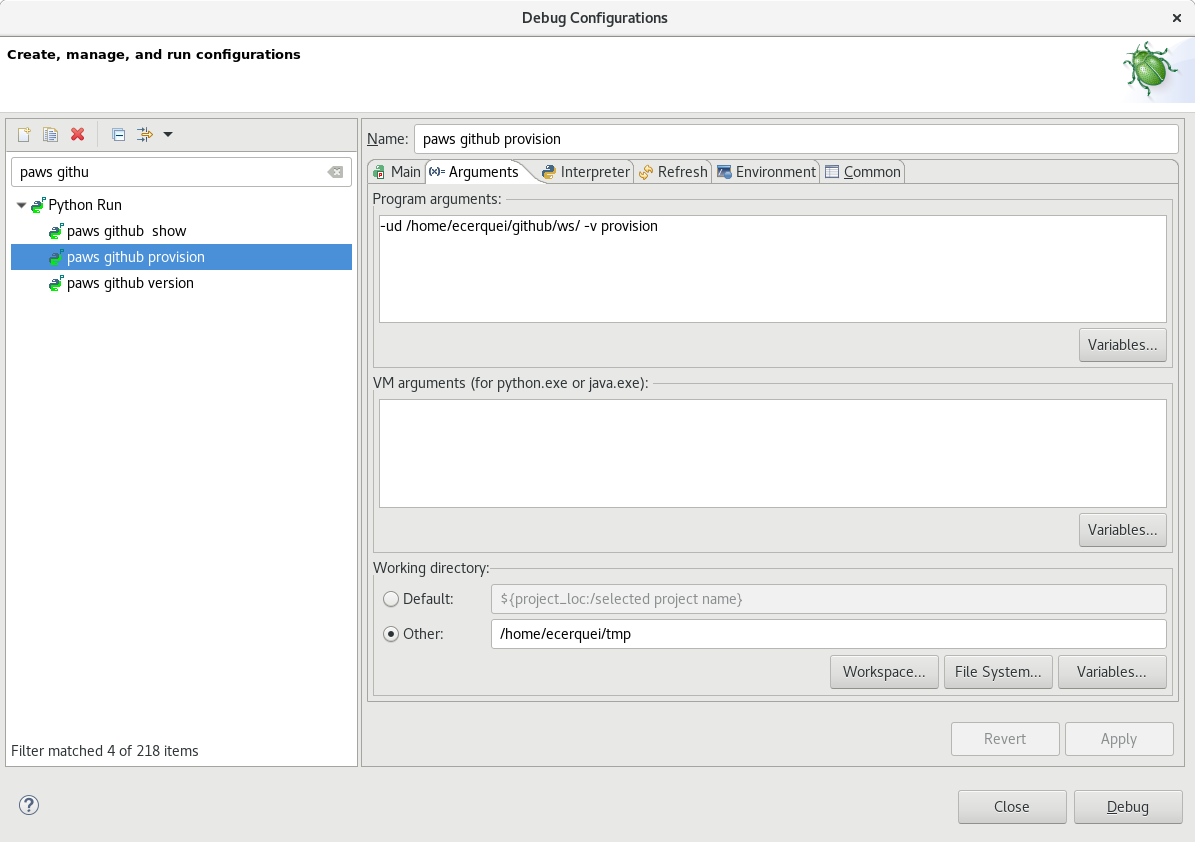 Debug Configurations
Create, manage, and run configurations
paws githu
Python Run
paws github  show
paws github provision
paws github version
Filter matched 4 of 218 items
Name: paws github provision
Main (x)= Arguments Interpreter Refresh Environment Common
Program arguments:
-ud /home/ecerquei/github/ws/ -v provision
Variables...
VM arguments (for python.exe or java.exe):
Variables...
Working directory:
Default: ${project_loc:/selected project name}
Other: /home/ecerquei/tmp
Workspace... File System... Variables...
Revert Apply
Close Debug